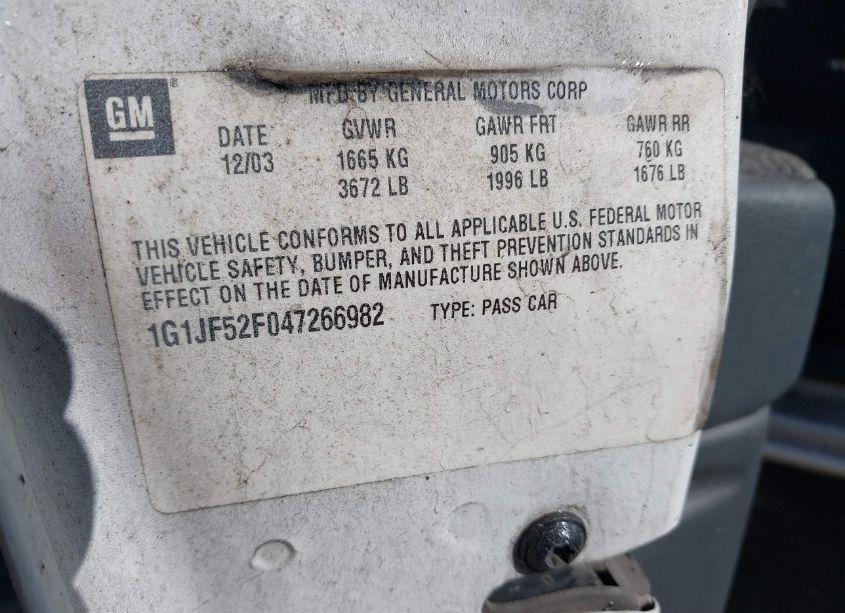 GM
MFD BY GENERAL MOTORS CORP
DATE GVWR GAWR FRT GAWR RR
12/03 1665 KG 905 KG 760 KG
3672 LB 1996 LB 1676 LB
THIS VEHICLE CONFORMS TO ALL APPLICABLE U.S. FEDERAL MOTOR
VEHICLE SAFETY, BUMPER, AND THEFT PREVENTION STANDARDS IN
EFFECT ON THE DATE OF MANUFACTURE SHOWN ABOVE.
1G1JF52F047266982 TYPE: PASS CAR